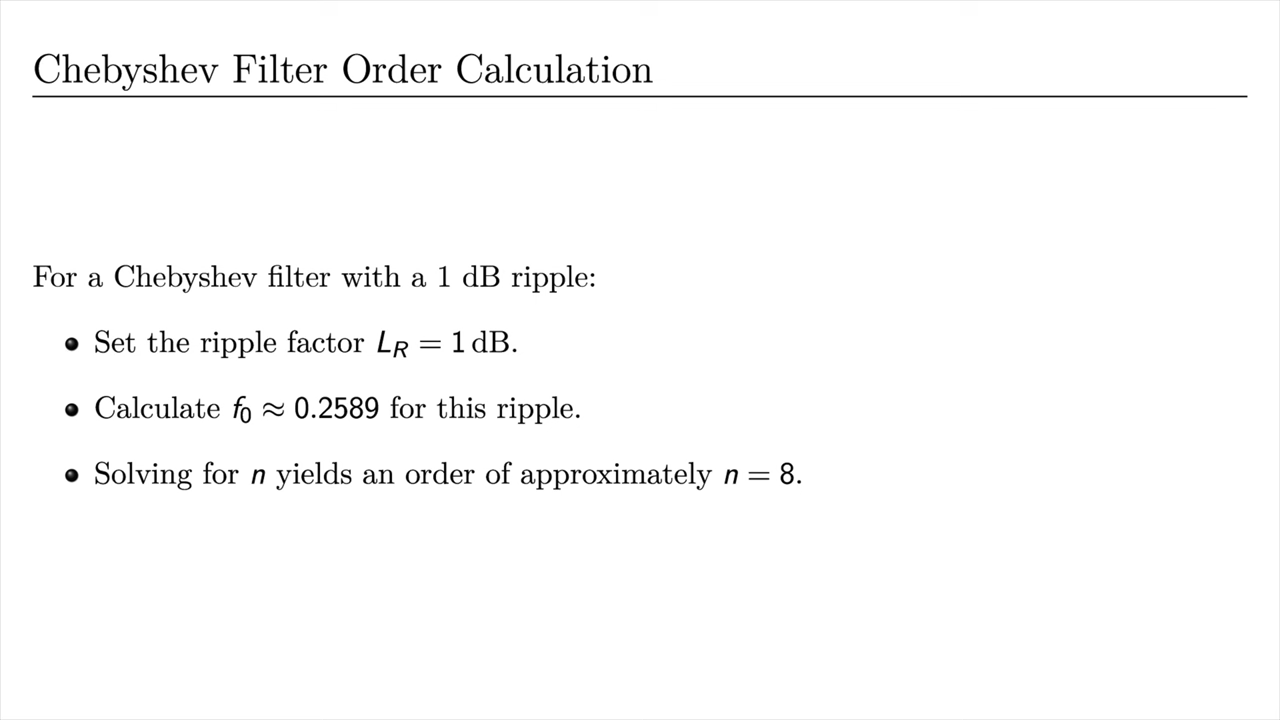 Chebyshev Filter Order Calculation
For a Chebyshev filter with a 1 dB ripple:
• Set the ripple factor L_R = 1 dB.
• Calculate f_0 ≈ 0.2589 for this ripple.
• Solving for n yields an order of approximately n = 8.